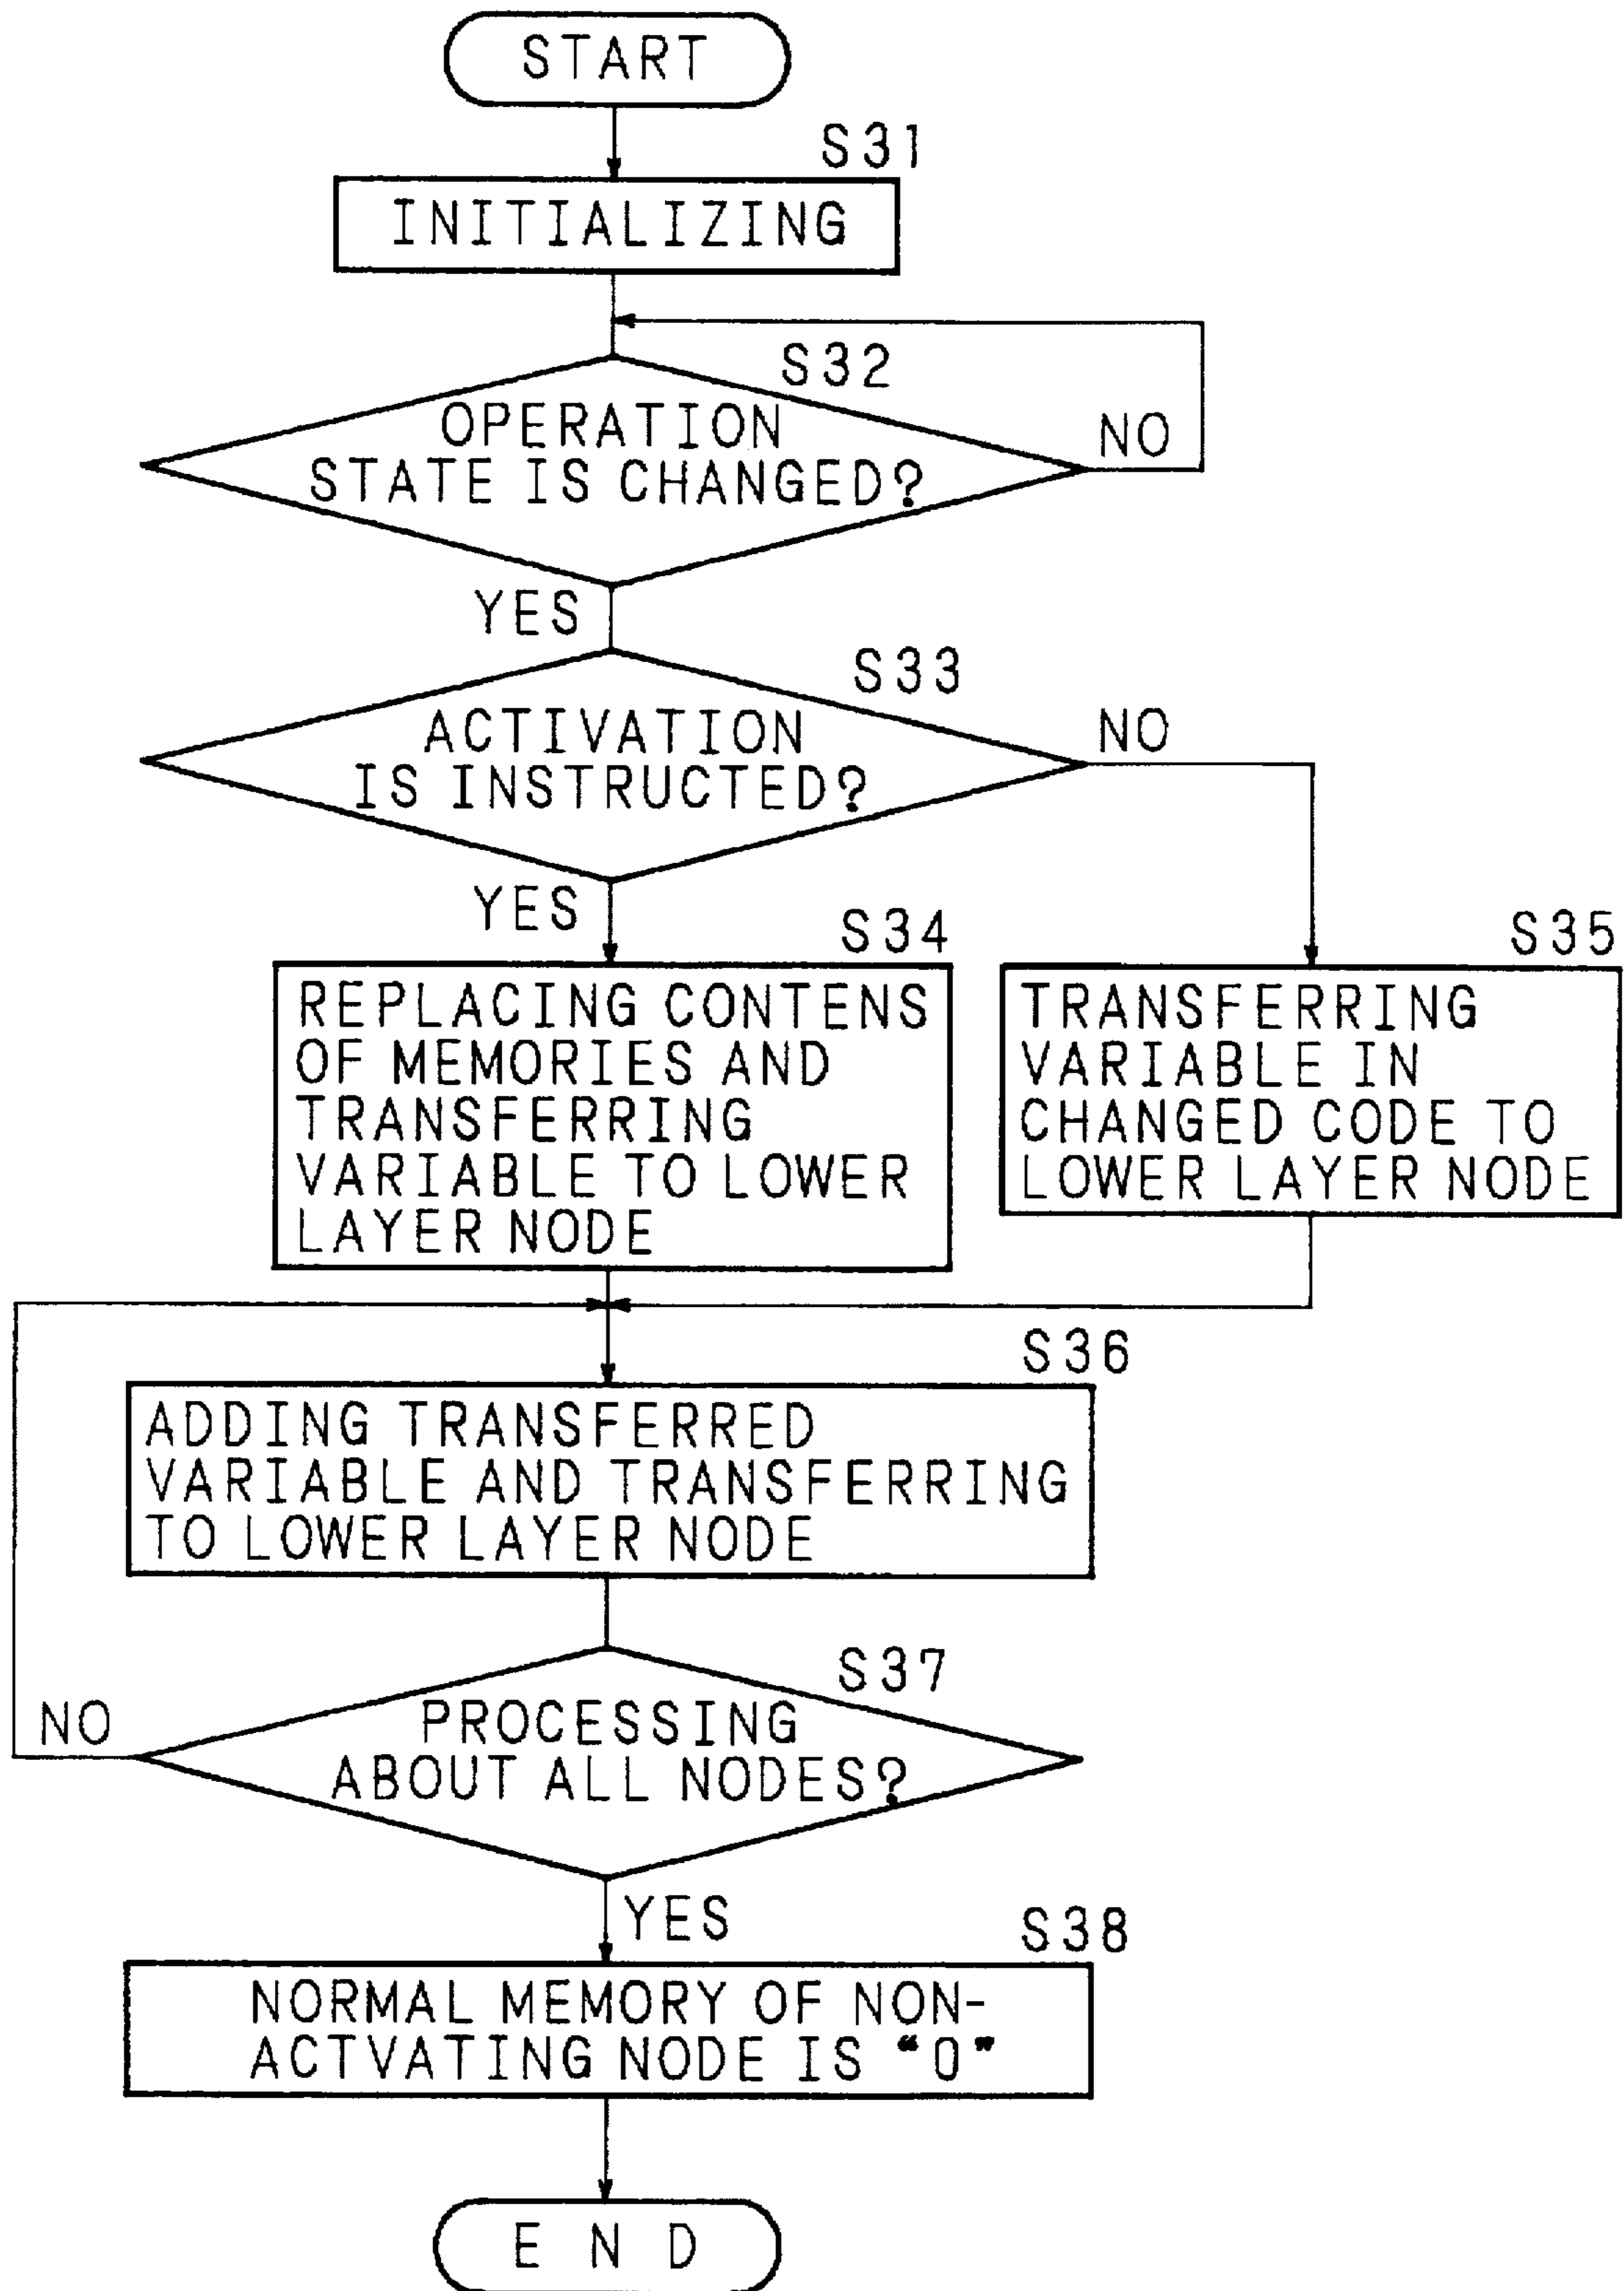 START
S31
INITIALIZING
S32
OPERATION
STATE IS CHANGED?
NO
YES
S33
ACTIVATION
IS INSTRUCTED?
NO
YES
S34
REPLACING CONTENS
OF MEMORIES AND
TRANSFERRING
VARIABLE TO LOWER
LAYER NODE
S35
TRANSFERRING
VARIABLE IN
CHANGED CODE TO
LOWER LAYER NODE
S36
ADDING TRANSFERRED
VARIABLE AND TRANSFERRING
TO LOWER LAYER NODE
S37
PROCESSING
ABOUT ALL NODES?
NO
YES
S38
NORMAL MEMORY OF NON-
ACTVATING NODE IS “0”
END